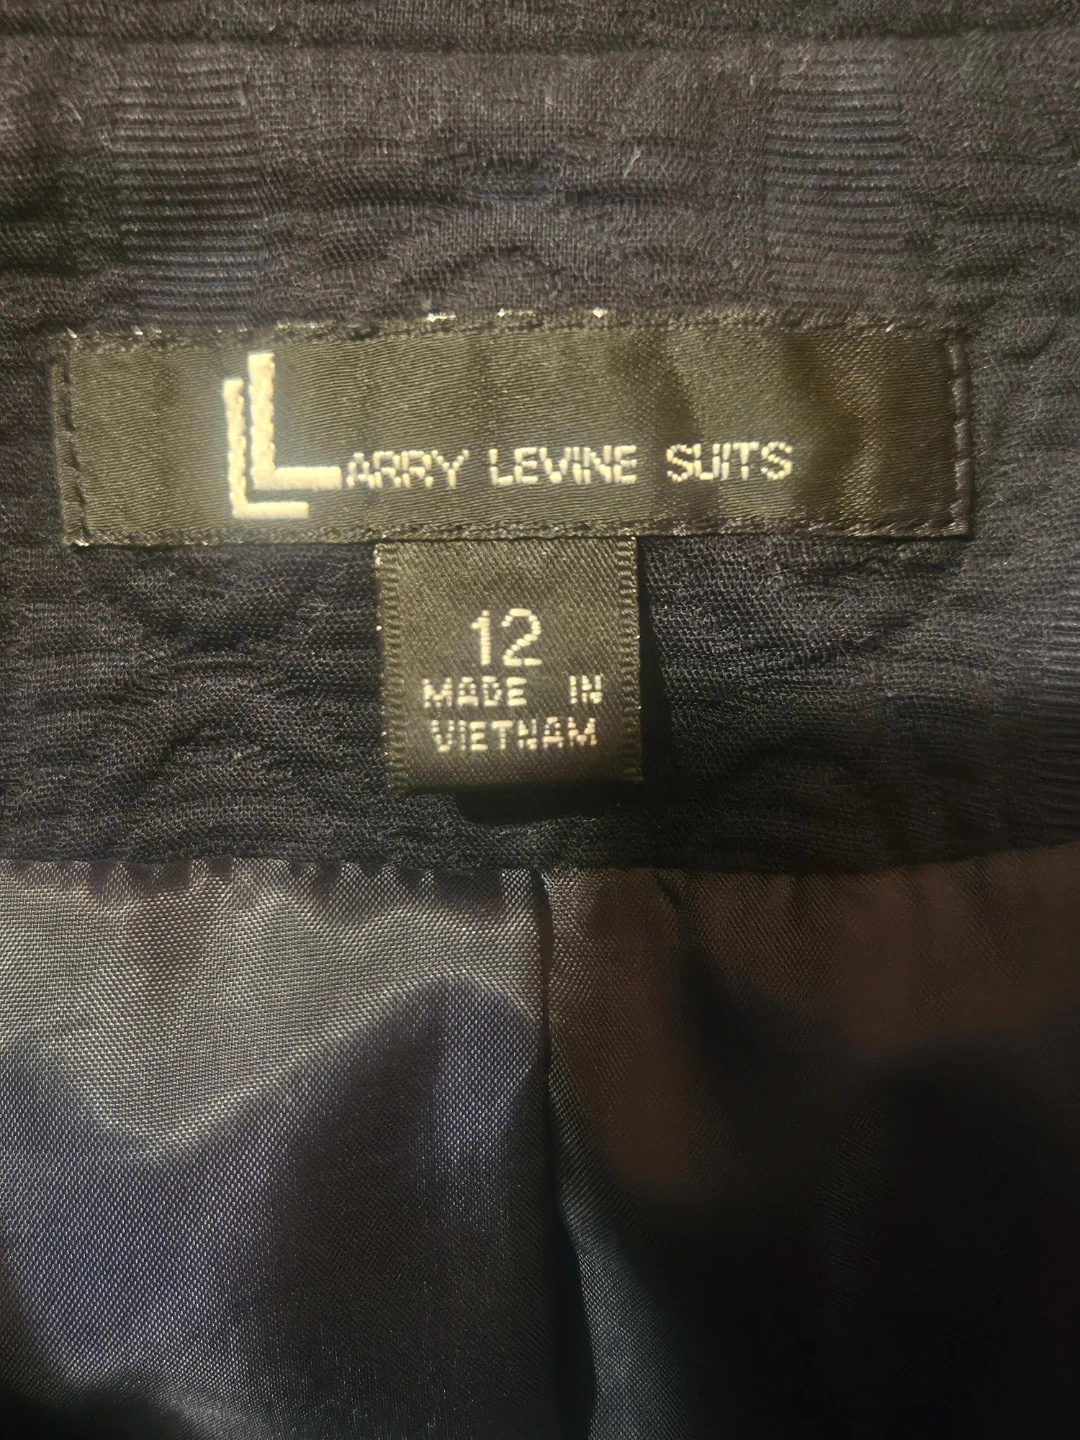 LARRY LEVINE SUITS
12
MADE IN
VIETNAM